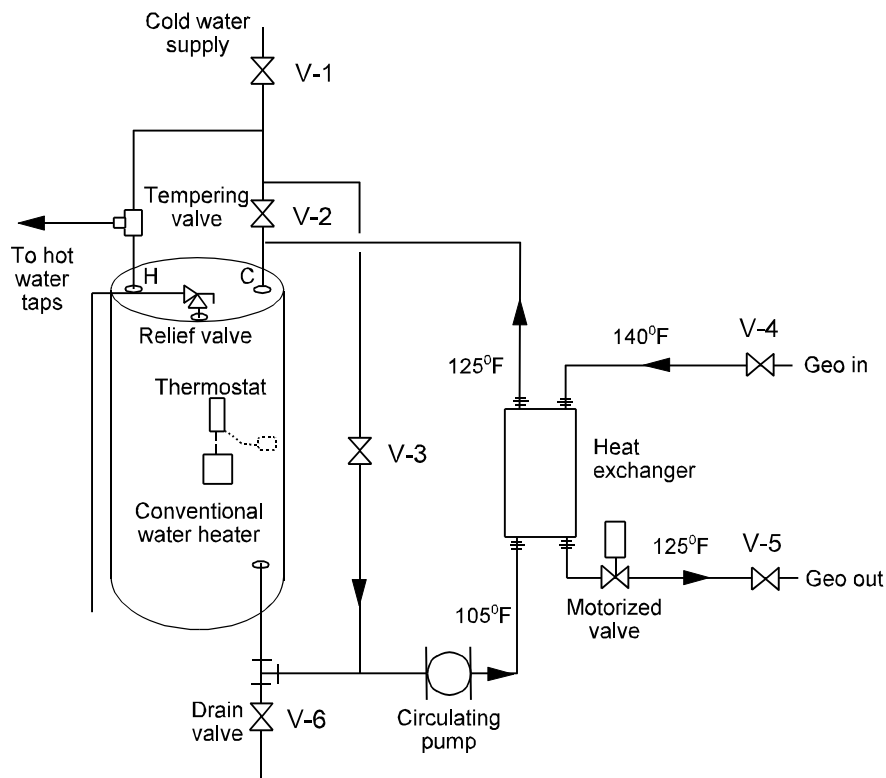 Cold water
supply
V-1
Tempering
valve
V-2
To hot
water
taps
H
C
Relief valve
125⁰F
140⁰F
V-4
Geo in
Thermostat
V-3
Heat
exchanger
Conventional
water heater
125⁰F
V-5
Geo out
Motorized
valve
105⁰F
Drain
valve
V-6
Circulating
pump